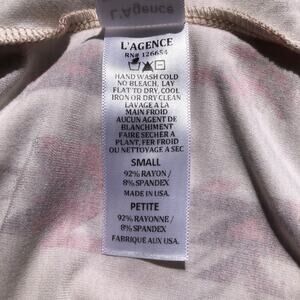 L'Agence
L'AGENCE
RN# 126654
HAND WASH COLD
NO BLEACH, LAY
FLAT TO DRY, COOL
IRON OR DRY CLEAN
LAVAGE A LA
MAIN FROID
AUCUN AGENT DE
BLANCHIMENT
FAIRE SECHER A
PLANT, FER FROID
OU NETTOYAGE A SEC
SMALL
92% RAYON /
8% SPANDEX
MADE IN USA.
PETITE
92% RAYONNE /
8% SPANDEX
FABRIQUE AUX USA.